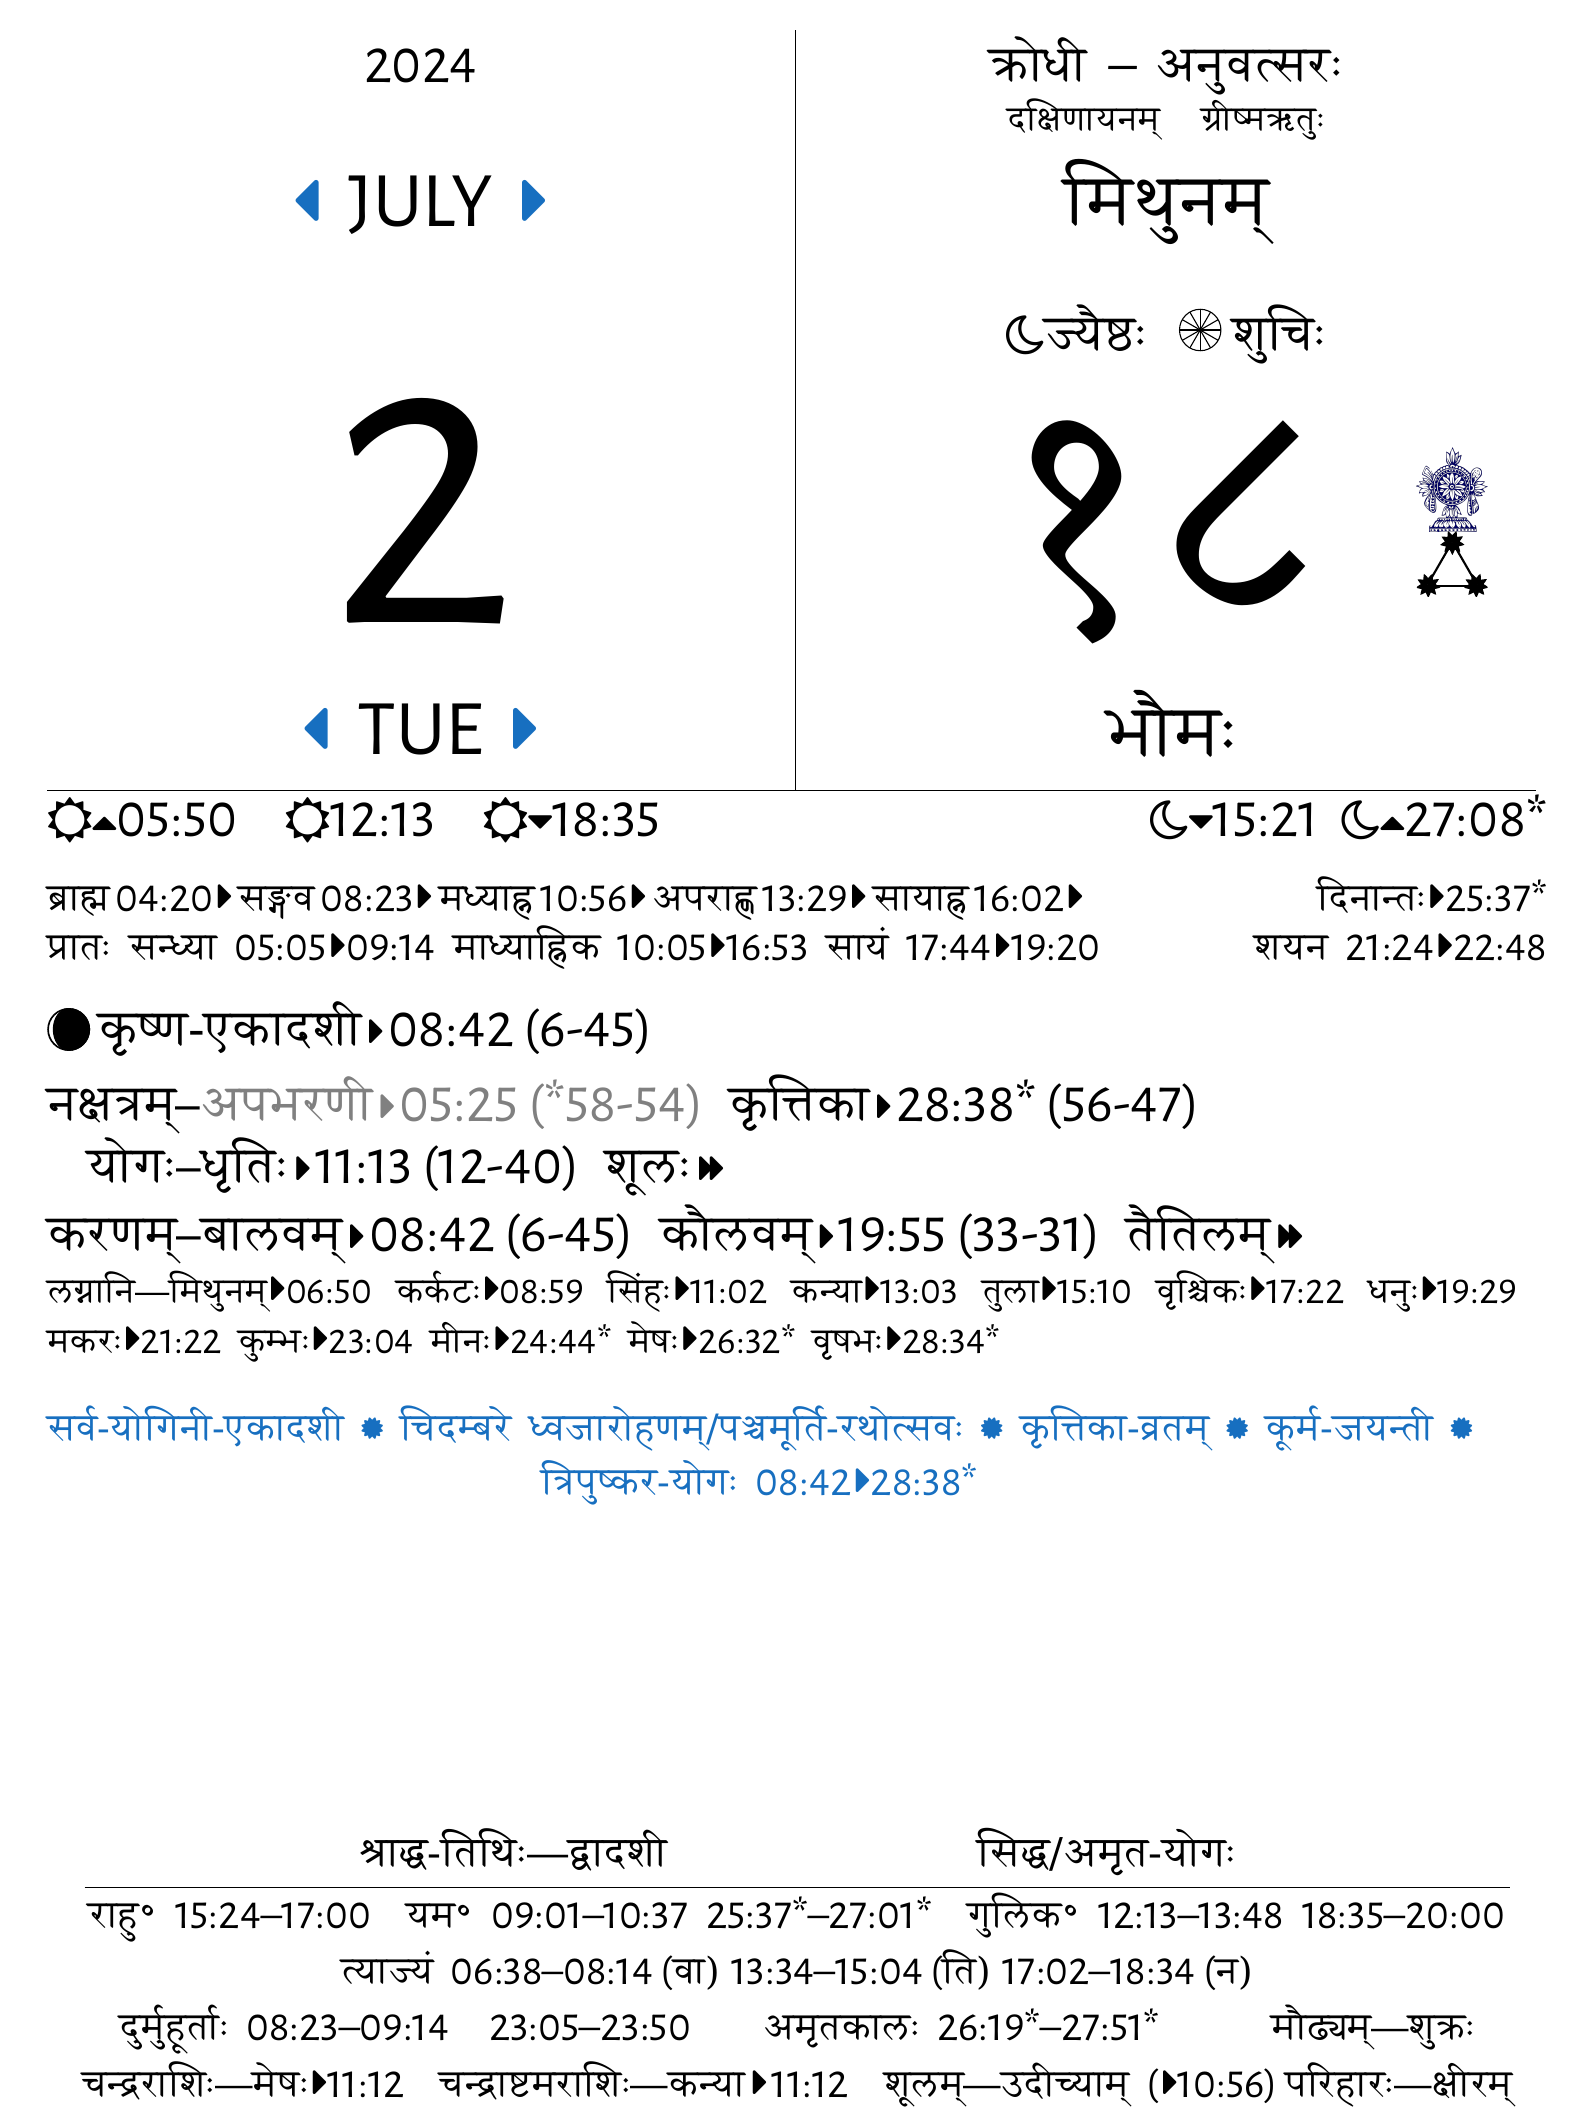 2024
JULY
2
TUE
क्रोधी – अनुवत्सरः
दक्षिणायनम् ग्रीष्मऋतुः
मिथुनम्
ज्यैष्ठः शुचिः
१८
भौमः
05:50 12:13 18:35 15:21 27:08*
ब्राह्म 04:20 सङ्गव 08:23 मध्याह्न 10:56 अपराह्ण 13:29 सायाह्न 16:02 दिनान्तः 25:37*
प्रातः सन्ध्या 05:05 09:14 माध्याह्निक 10:05 16:53 सायं 17:44 19:20 शयन 21:24 22:48
कृष्ण-एकादशी 08:42 (6-45)
नक्षत्रम्–अपभरणी 05:25 (*58-54) कृत्तिका 28:38* (56-47)
योगः–धृतिः 11:13 (12-40) शूलः
करणम्–बालवम् 08:42 (6-45) कौलवम् 19:55 (33-31) तैतिलम्
लग्नानि—मिथुनम् 06:50 कर्कटः 08:59 सिंहः 11:02 कन्या 13:03 तुला 15:10 वृश्चिकः 17:22 धनुः 19:29
मकरः 21:22 कुम्भः 23:04 मीनः 24:44* मेषः 26:32* वृषभः 28:34*
सर्व-योगिनी-एकादशी ✹ चिदम्बरे ध्वजारोहणम्/पञ्चमूर्ति-रथोत्सवः ✹ कृत्तिका-व्रतम् ✹ कूर्म-जयन्ती ✹
त्रिपुष्कर-योगः 08:42 28:38*
श्राद्ध-तिथिः—द्वादशी सिद्ध/अमृत-योगः
राहु॰ 15:24–17:00 यम॰ 09:01–10:37 25:37*–27:01* गुलिक॰ 12:13–13:48 18:35–20:00
त्याज्यं 06:38–08:14 (वा) 13:34–15:04 (ति) 17:02–18:34 (न)
दुर्मुहूर्ताः 08:23–09:14 23:05–23:50 अमृतकालः 26:19*–27:51* मौढ्यम्—शुक्रः
चन्द्रराशिः—मेषः 11:12 चन्द्राष्टमराशिः—कन्या 11:12 शूलम्—उदीच्याम् (10:56) परिहारः—क्षीरम्